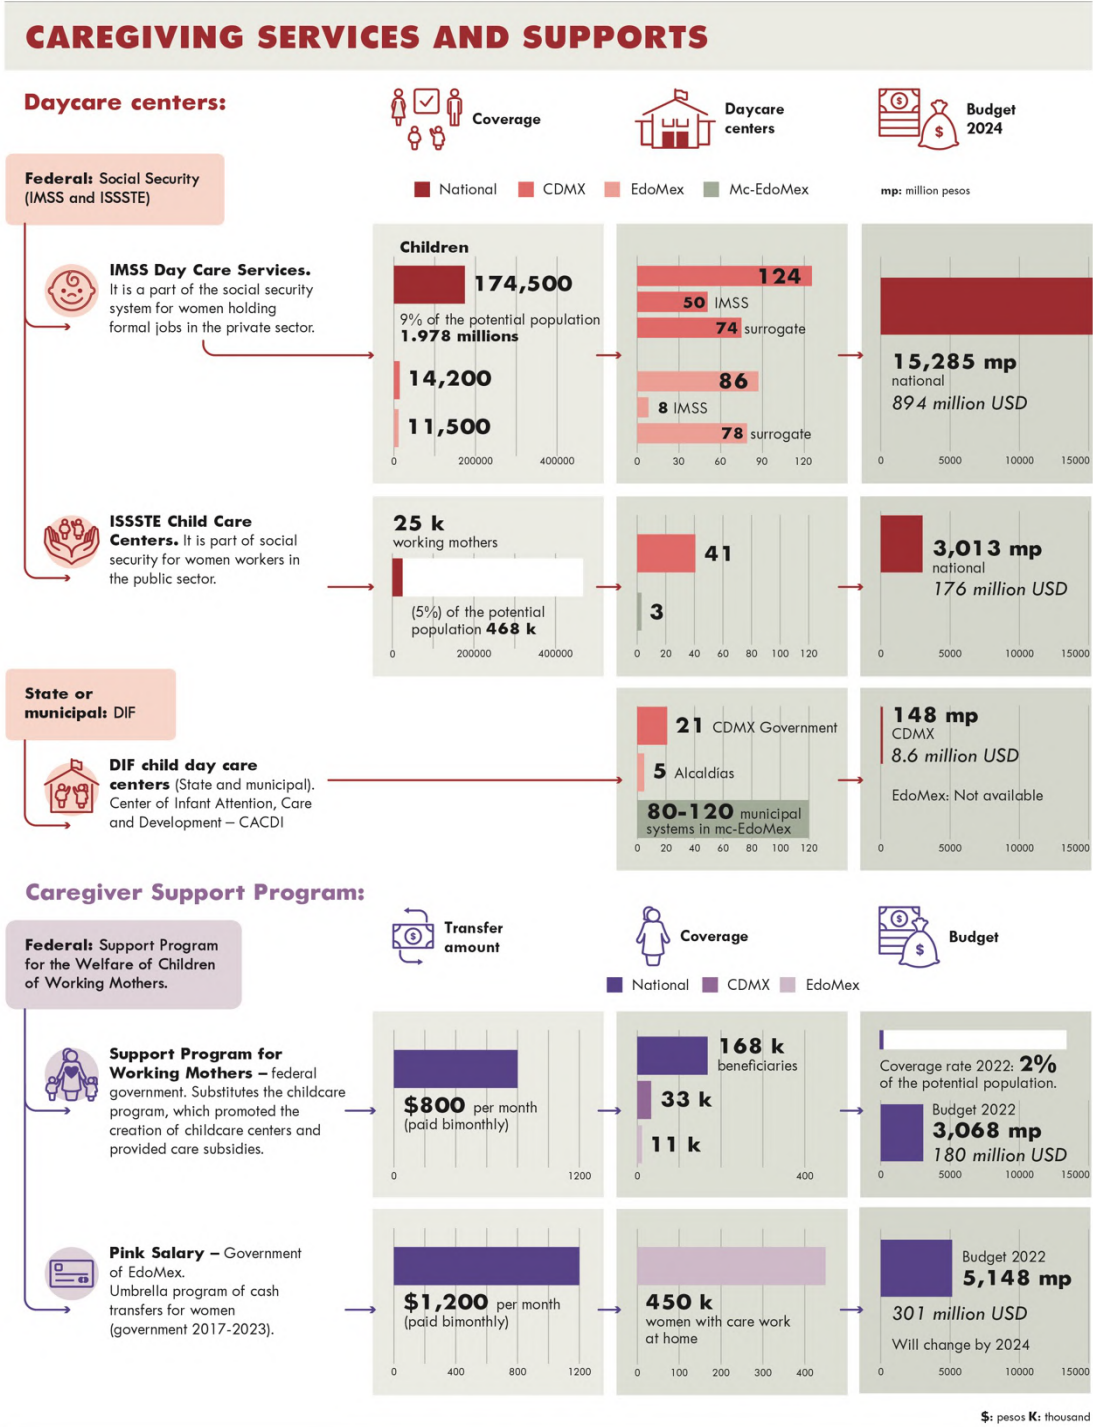 CAREGIVING SERVICES AND SUPPORTS
Daycare centers:
Coverage
Daycare
centers
Budget
2024
Federal: Social Security
(IMSS and ISSSTE)
National
CDMX
EdoMex
Mc-EdoMex
mp: million pesos
IMSS Day Care Services.
It is a part of the social security
system for women holding
formal jobs in the private sector.
Children
174,500
9% of the potential population
1.978 millions
14,200
11,500
0 200000 400000
124
50 IMSS
74 surrogate
86
8 IMSS
78 surrogate
0 30 60 90 120
15,285 mp
national
894 million USD
0 5000 10000 15000
ISSSTE Child Care
Centers. It is part of social
security for women workers in
the public sector.
25 k
working mothers
(5%) of the potential
population 468 k
0 200000 400000
41
3
0 20 40 60 80 100 120
3,013 mp
national
176 million USD
0 5000 10000 15000
State or
municipal: DIF
DIF child day care
centers (State and municipal).
Center of Infant Attention, Care
and Development – CACDI
21 CDMX Government
5 Alcaldías
80-120 municipal
systems in mc-EdoMex
0 20 40 60 80 100 120
148 mp
CDMX
8.6 million USD
EdoMex: Not available
0 5000 10000 15000
Caregiver Support Program:
Transfer
amount
Coverage
Budget
Federal: Support Program
for the Welfare of Children
of Working Mothers.
National
CDMX
EdoMex
Support Program for
Working Mothers – federal
government. Substitutes the childcare
program, which promoted the
creation of childcare centers and
provided care subsidies.
$800 per month
(paid bimonthly)
0 1200
168 k
beneficiaries
33 k
11 k
0 400
Coverage rate 2022: 2%
of the potential population.
Budget 2022
3,068 mp
180 million USD
0 5000 10000 15000
Pink Salary – Government
of EdoMex.
Umbrella program of cash
transfers for women
(government 2017-2023).
$1,200 per month
(paid bimonthly)
0 400 800 1200
450 k
women with care work
at home
0 100 200 300 400
Budget 2022
5,148 mp
301 million USD
Will change by 2024
0 5000 10000 15000
$: pesos K: thousand